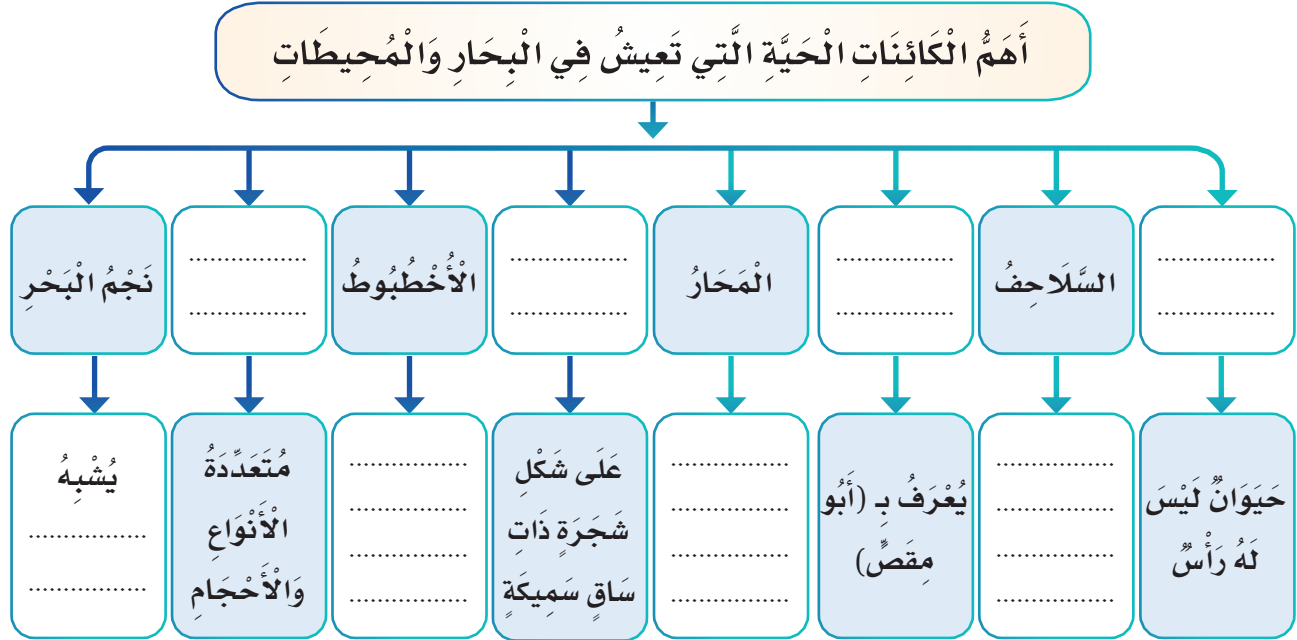 أَهَمُّ الْكَائِنَاتِ الْحَيَّةِ الَّتِي تَعِيشُ فِي الْبِحَارِ وَالْمُحِيطَاتِ
..................
..................
السَّلَاحِفُ
..................
..................
الْمَحَارُ
..................
..................
الْأُخْطُبُوطُ
..................
..................
نَجْمُ الْبَحْرِ
حَيَوَانٌ لَيْسَ
لَهُ رَأْسٌ
..................
..................
..................
..................
يُعْرَفُ بِـ (أَبُو
مِقَصٍّ)
..................
..................
..................
..................
عَلَى شَكْلِ
شَجَرَةٍ ذَاتِ
سَاقٍ سَمِيكَةٍ
..................
..................
..................
..................
مُتَعَدِّدَةُ
الْأَنْوَاعِ
وَالْأَحْجَامِ
يُشْبِهُ
..................
..................